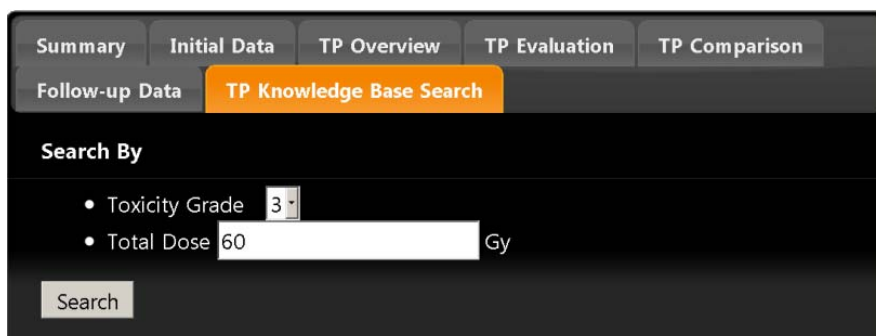 Summary Initial Data TP Overview TP Evaluation TP Comparison
Follow-up Data TP Knowledge Base Search
Search By
• Toxicity Grade 3
• Total Dose 60 Gy
Search